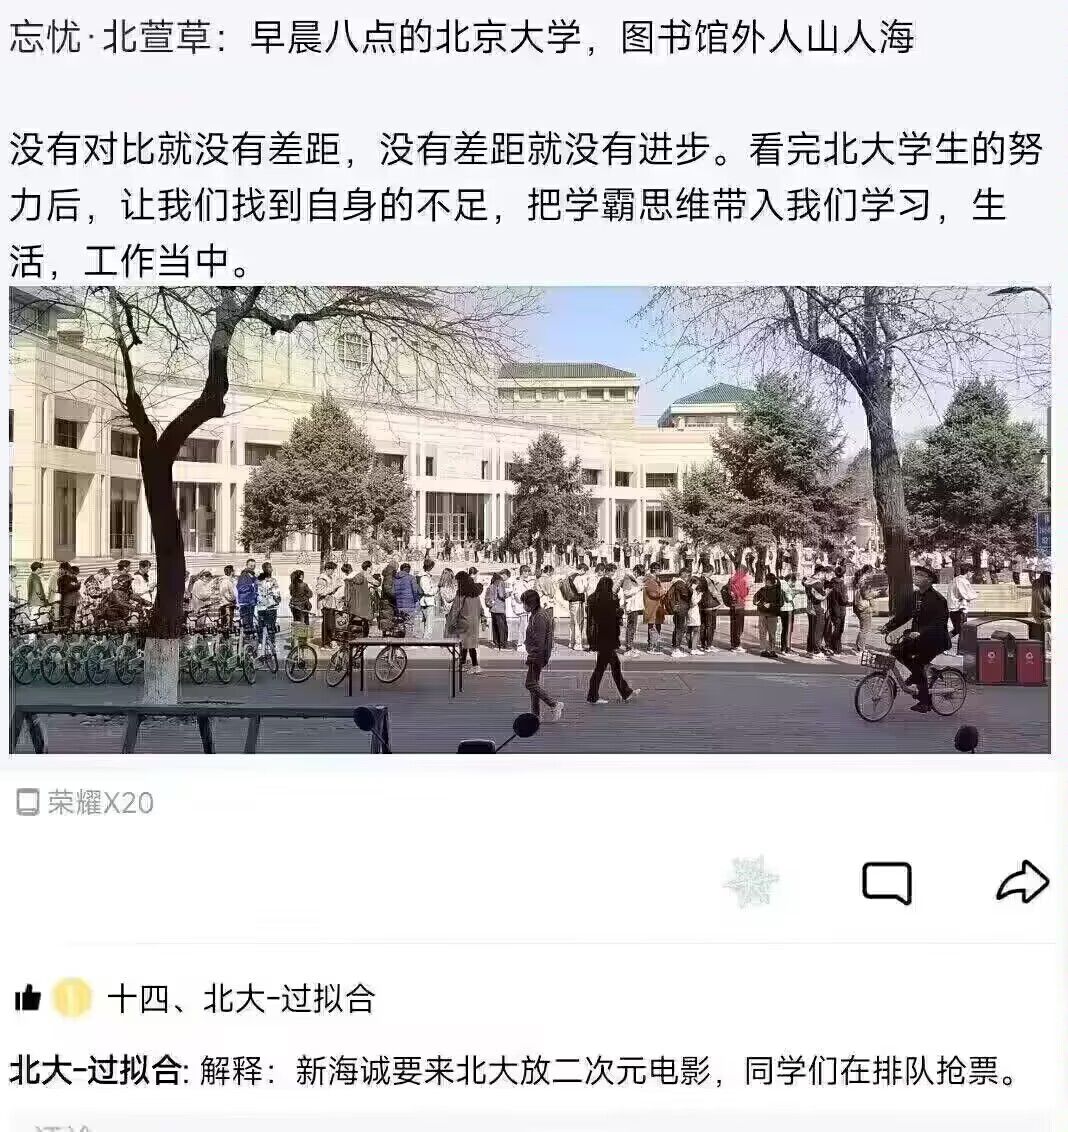 忘忧·北萱草：早晨八点的北京大学，图书馆外人山人海
没有对比就没有差距，没有差距就没有进步。看完北大学生的努
力后，让我们找到自身的不足，把学霸思维带入我们学习，生
活，工作当中。
荣耀X20
十四、北大-过拟合
北大-过拟合: 解释：新海诚要来北大放二次元电影，同学们在排队抢票。